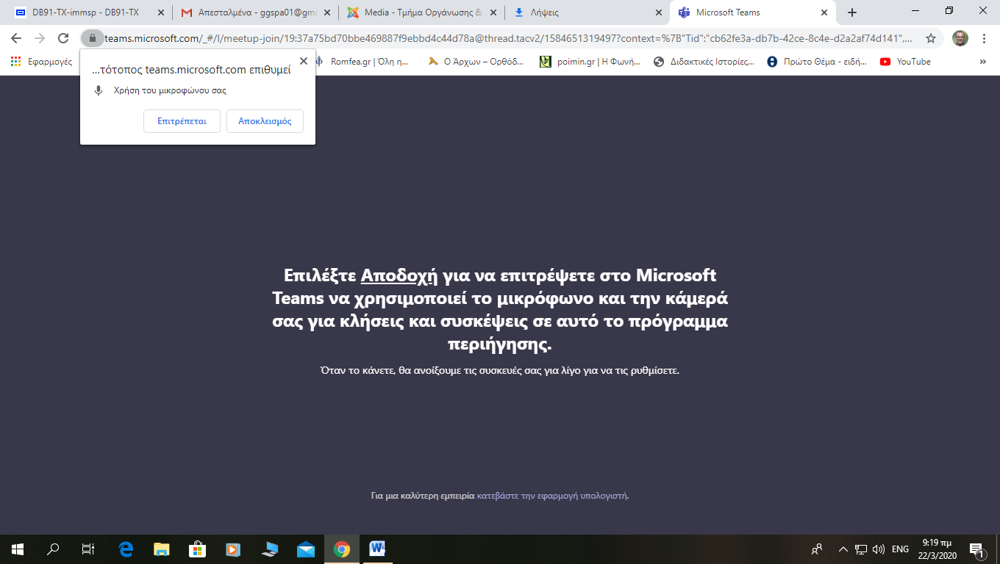 DB91-TX-immsp - DB91-TX
Απεσταλμένα - ggspa01@gma
Media - Τμήμα Οργάνωσης &
Λήψεις
Microsoft Teams
teams.microsoft.com/_#/l/meetup-join/19:37a75bd70bbe469887f9ebbd4c44d78a@thread.tacv2/1584651319497?context=%7B"Tid":"cb62fe3a-db7b-42ce-8c4e-d2a2af74d141",...
Εφαρμογές
Romfea.gr | Όλη η...
Ο Άρχων – Ορθόδ...
poimin.gr | Η Φωνή...
Διδακτικές Ιστορίες...
Πρώτο Θέμα - ειδή...
YouTube
...τότοπος teams.microsoft.com επιθυμεί
Χρήση του μικροφώνου σας
Επιτρέπεται
Αποκλεισμός
Επιλέξτε Αποδοχή για να επιτρέψετε στο Microsoft
Teams να χρησιμοποιεί το μικρόφωνο και την κάμερά
σας για κλήσεις και συσκέψεις σε αυτό το πρόγραμμα
περιήγησης.
Όταν το κάνετε, θα ανοίξουμε τις συσκευές σας για λίγο για να τις ρυθμίσετε.
Για μια καλύτερη εμπειρία κατεβάστε την εφαρμογή υπολογιστή.
ENG
9:19 πμ
22/3/2020
1